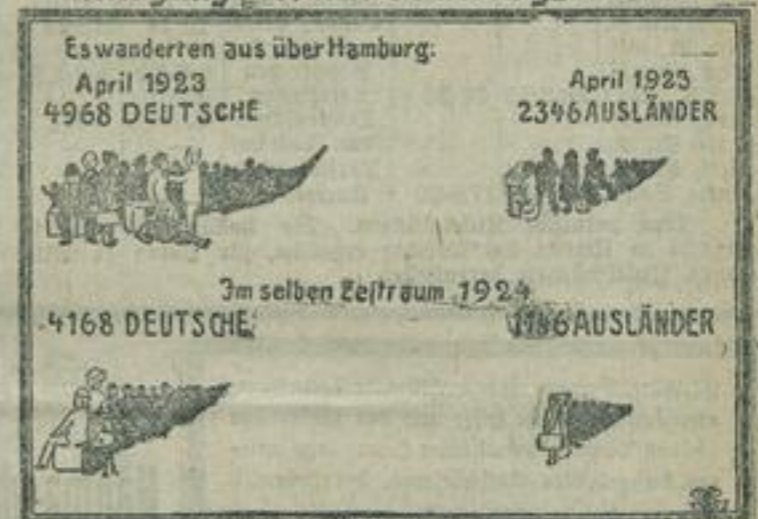 Es wanderten aus über Hamburg:
April 1923
4968 DEUTSCHE
April 1923
2346 AUSLÄNDER
Im selben Zeitraum 1924
4168 DEUTSCHE
AUSLÄNDER